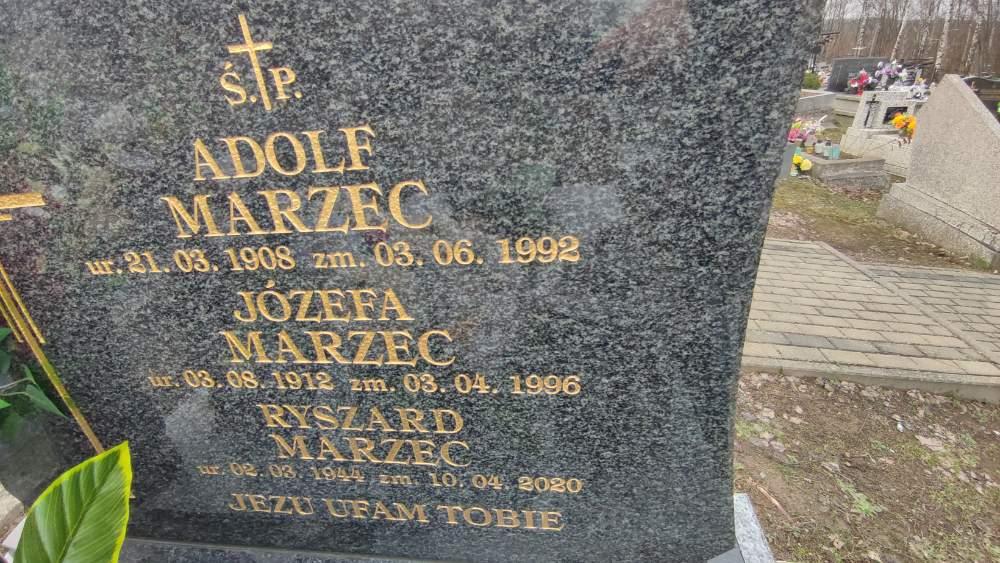 Ś.P.
ADOLF
MARZEC
ur. 21. 03. 1908 zm. 03. 06. 1992
JÓZEFA
MARZEC
ur. 03. 08. 1912 zm. 03. 04. 1996
RYSZARD
MARZEC
ur. 02. 03. 1944 zm. 10. 04. 2020
JEZU UFAM TOBIE